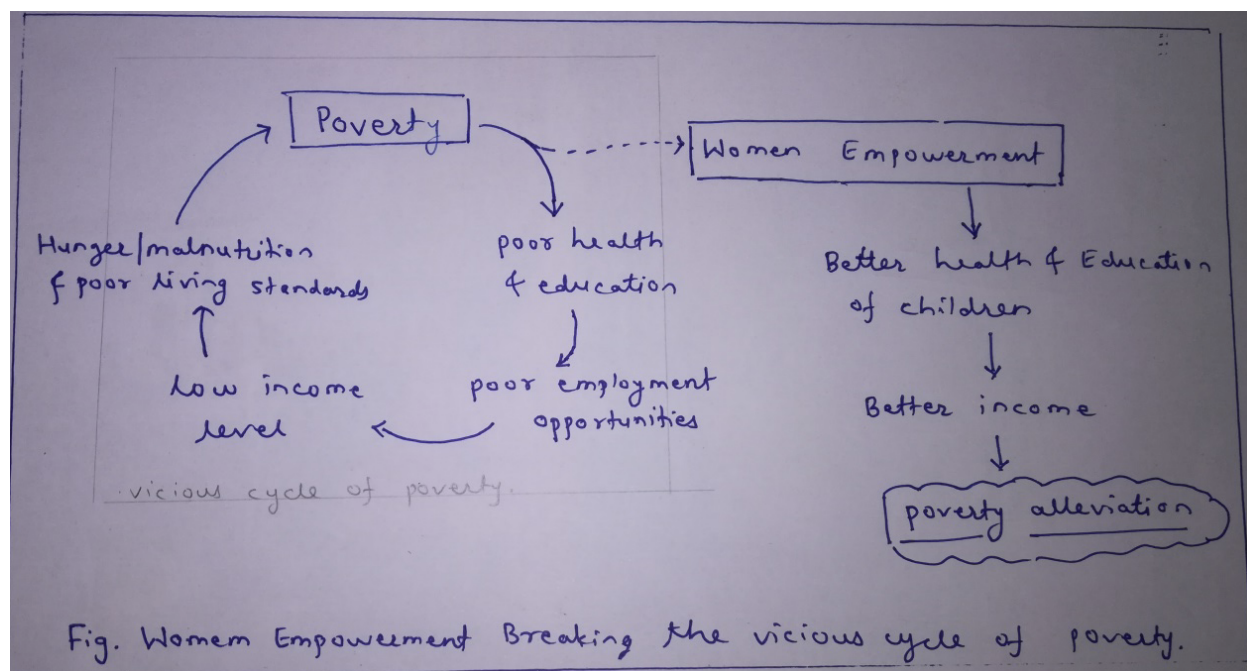 Poverty
Women Empowerment
Hunger/malnutrition
& poor living standards
poor health
& education
Better health & Education
of children
low income
level
poor employment
opportunities
Better income
vicious cycle of poverty.
poverty alleviation
Fig. Womem Empowerment Breaking the vicious cycle of poverty.